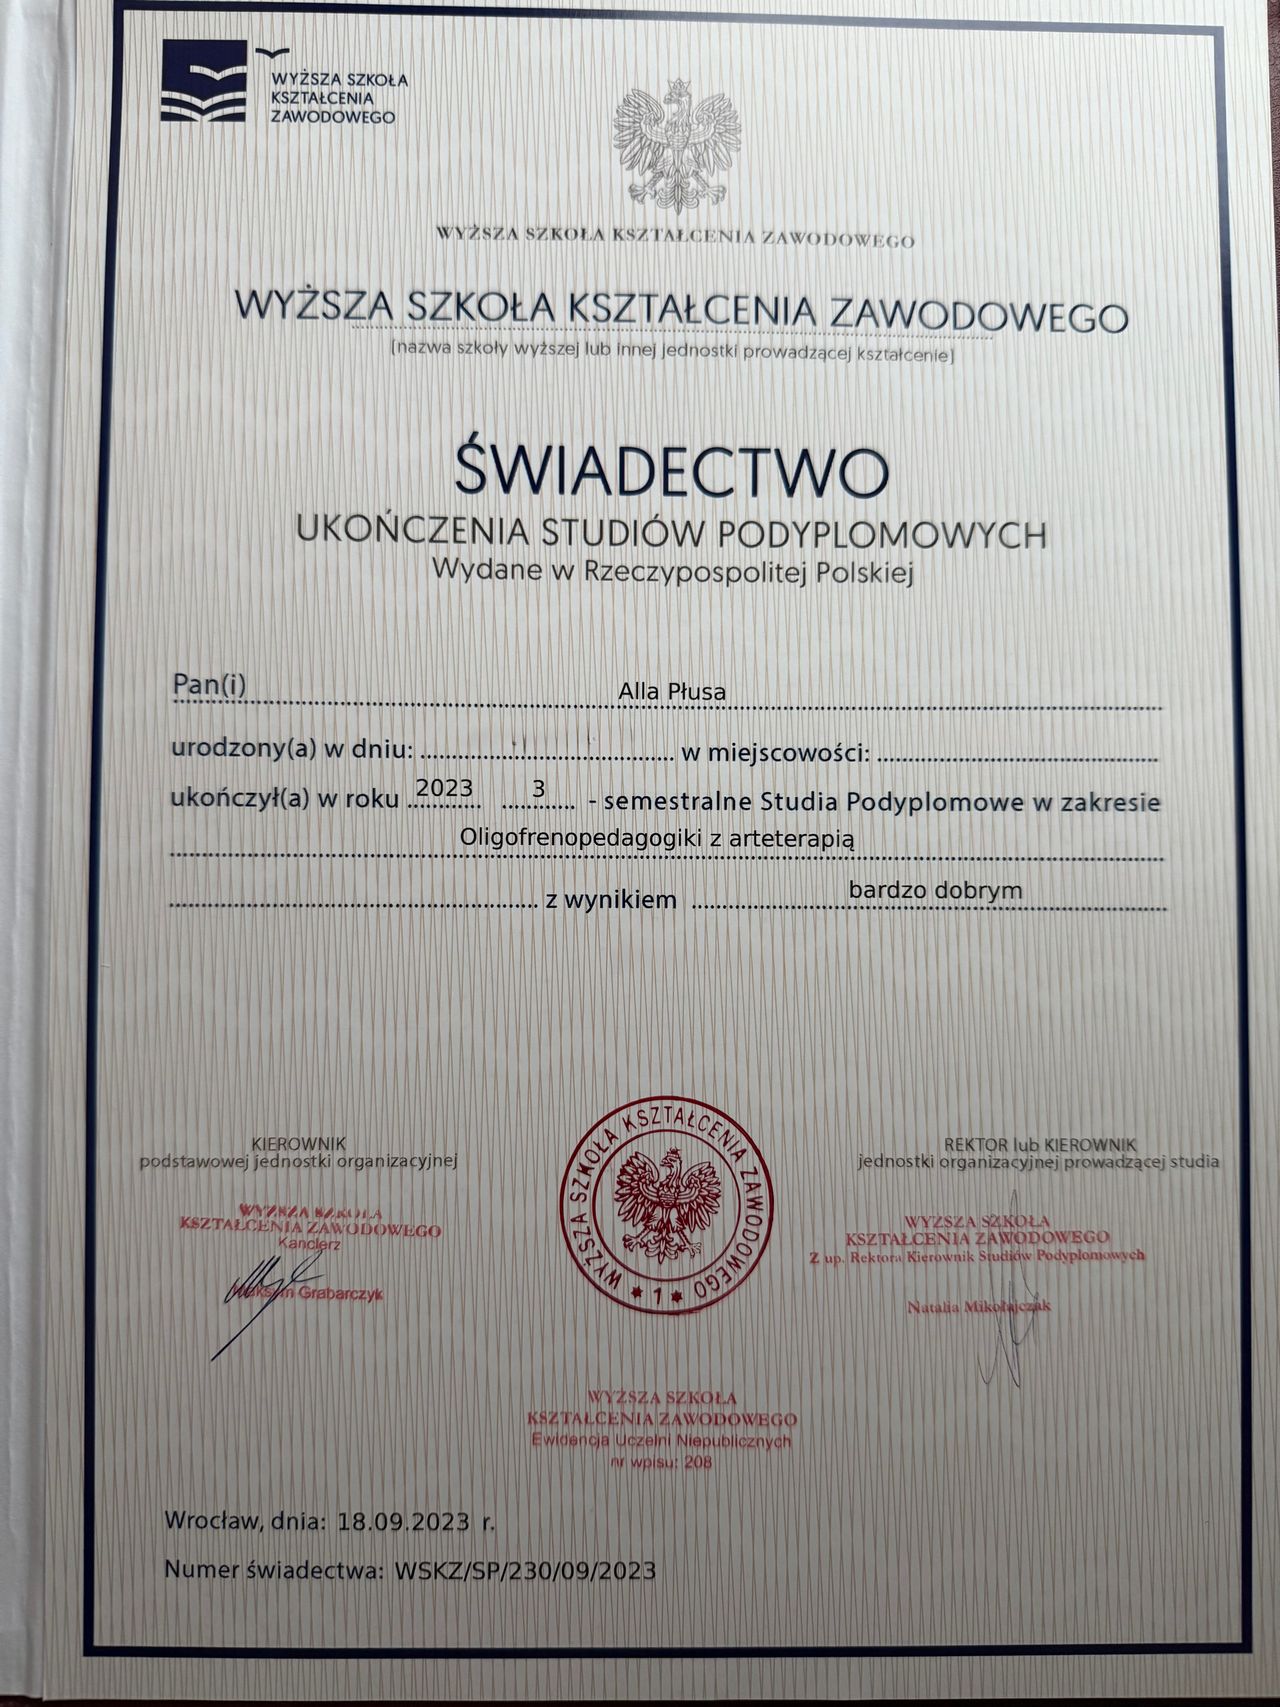 WYŻSZA SZKOŁA
KSZTAŁCENIA
ZAWODOWEGO
WYŻSZA SZKOŁA KSZTAŁCENIA ZAWODOWEGO
WYŻSZA SZKOŁA KSZTAŁCENIA ZAWODOWEGO
(nazwa szkoły wyższej lub innej jednostki prowadzącej kształcenie)
ŚWIADECTWO
UKOŃCZENIA STUDIÓW PODYPLOMOWYCH
Wydane w Rzeczypospolitej Polskiej
Pan(i) Alla Płusa
urodzony(a) w dniu: w miejscowości:
ukończył(a) w roku 2023 3 - semestralne Studia Podyplomowe w zakresie
Oligofrenopedagogiki z arteterapią
z wynikiem bardzo dobrym
KIEROWNIK
podstawowej jednostki organizacyjnej
WYŻSZA SZKOŁA
KSZTAŁCENIA ZAWODOWEGO
Kanclerz
Grabarczyk
WYŻSZA SZKOŁA KSZTAŁCENIA ZAWODOWEGO
* 1 *
REKTOR lub KIEROWNIK
jednostki organizacyjnej prowadzącej studia
WYŻSZA SZKOŁA
KSZTAŁCENIA ZAWODOWEGO
Z up. Rektora Kierownik Studiów Podyplomowych
Natalia Mikołajczak
WYŻSZA SZKOŁA
KSZTAŁCENIA ZAWODOWEGO
Ewidencja Uczelni Niepublicznych
nr wpisu: 208
Wrocław, dnia: 18.09.2023 r.
Numer świadectwa: WSKZ/SP/230/09/2023